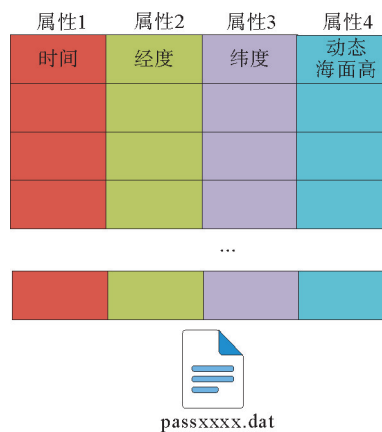 属性1 属性2 属性3 属性4
时间 经度 纬度 动态
海面高
...
passxxxx.dat